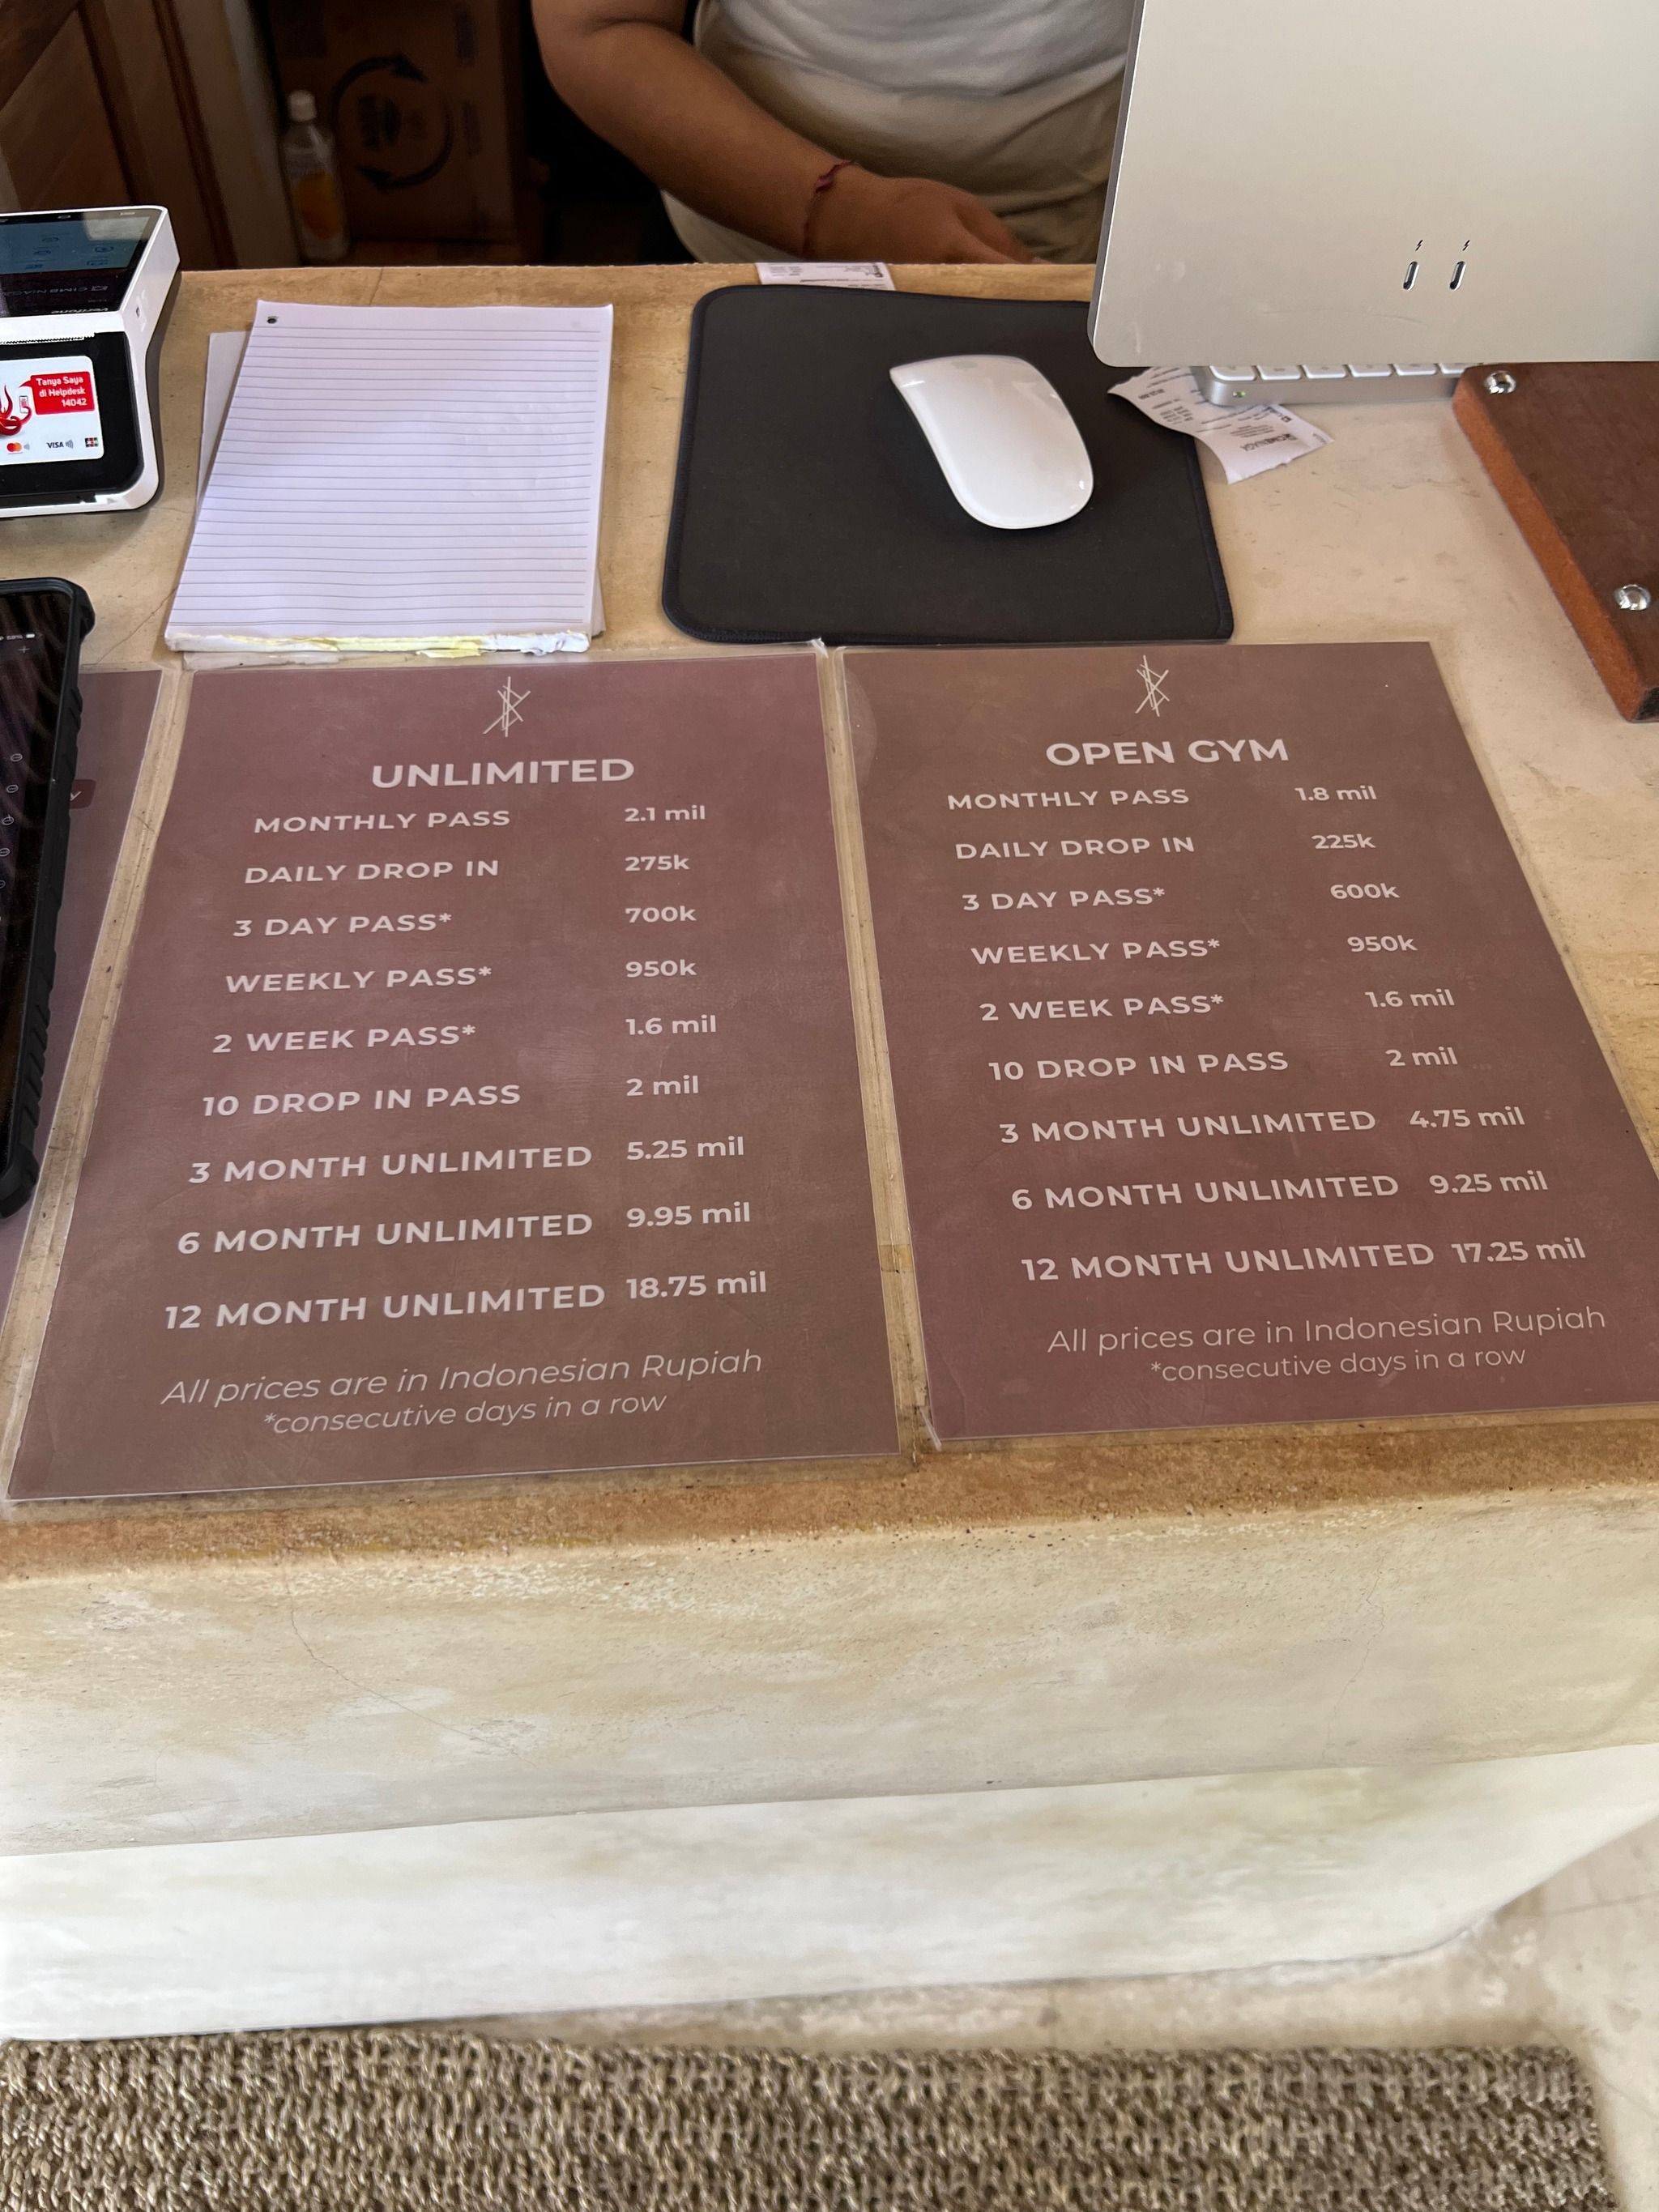 Tanya Saya
di Helpdesk
14042
VISA
UNLIMITED
MONTHLY PASS 2.1 mil
DAILY DROP IN 275k
3 DAY PASS* 700k
WEEKLY PASS* 950k
2 WEEK PASS* 1.6 mil
10 DROP IN PASS 2 mil
3 MONTH UNLIMITED 5.25 mil
6 MONTH UNLIMITED 9.95 mil
12 MONTH UNLIMITED 18.75 mil
All prices are in Indonesian Rupiah
*consecutive days in a row
OPEN GYM
MONTHLY PASS 1.8 mil
DAILY DROP IN 225k
3 DAY PASS* 600k
WEEKLY PASS* 950k
2 WEEK PASS* 1.6 mil
10 DROP IN PASS 2 mil
3 MONTH UNLIMITED 4.75 mil
6 MONTH UNLIMITED 9.25 mil
12 MONTH UNLIMITED 17.25 mil
All prices are in Indonesian Rupiah
*consecutive days in a row